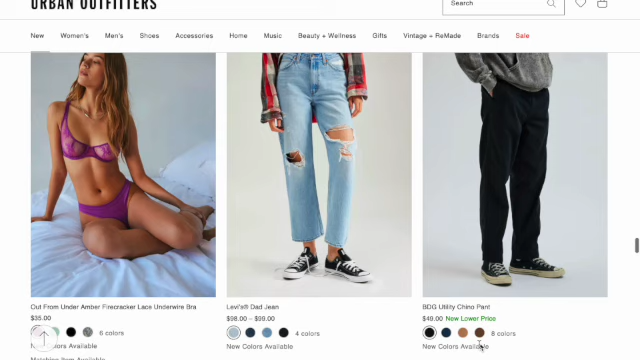 URBAN OUTFITTERS
Search
New Women's Men's Shoes Accessories Home Music Beauty + Wellness Gifts Vintage + ReMade Brands Sale
Out From Under Amber Firecracker Lace Underwire Bra
$35.00
6 colors
Colors Available
Matching Item Available
Levi's® Dad Jean
$98.00 – $99.00
4 colors
New Colors Available
BDG Utility Chino Pant
$49.00 New Lower Price
8 colors
New Colors Available